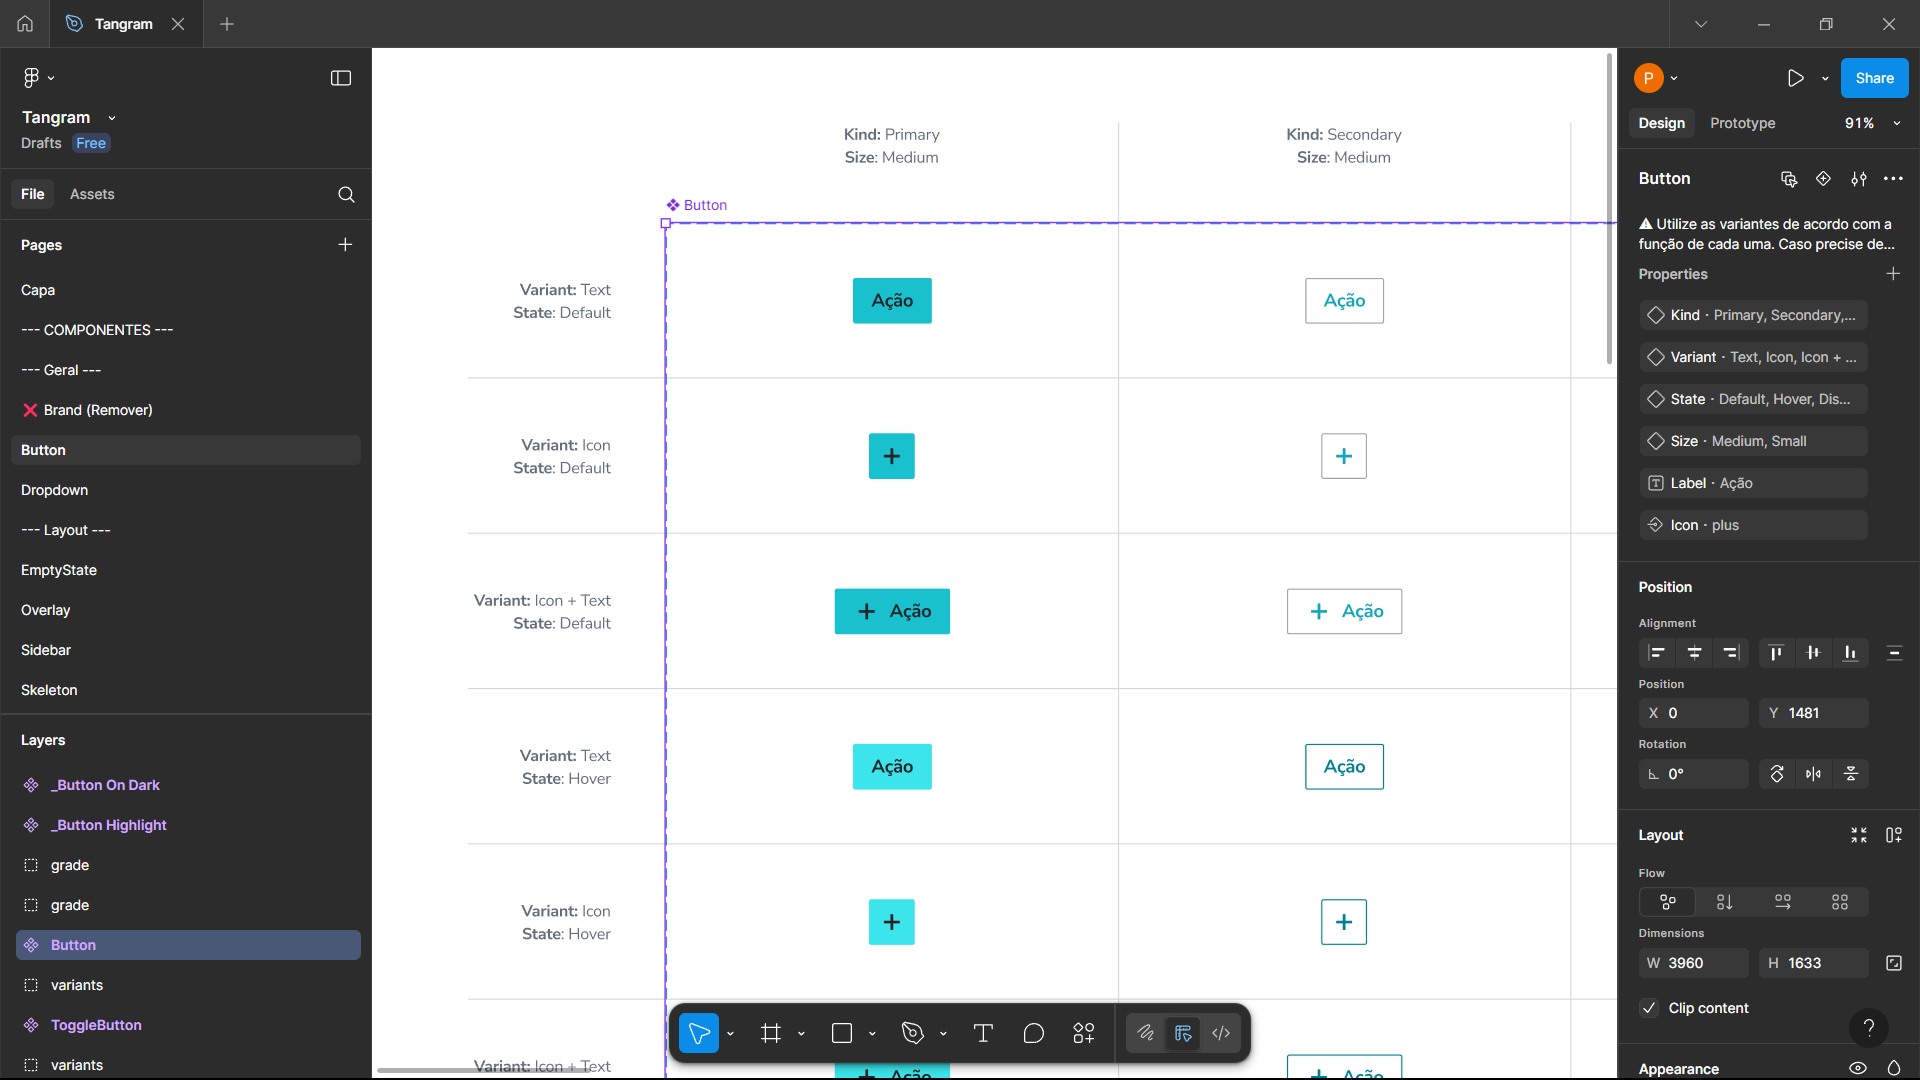 Tangram
Tangram
Drafts Free
File Assets
Pages
Capa
--- COMPONENTES ---
--- Geral ---
❌ Brand (Remover)
Button
Dropdown
--- Layout ---
EmptyState
Overlay
Sidebar
Skeleton
Layers
_Button On Dark
_Button Highlight
grade
grade
Button
variants
ToggleButton
variants
Kind: Primary
Size: Medium
Kind: Secondary
Size: Medium
Button
Variant: Text
State: Default
Ação
Ação
Variant: Icon
State: Default
Variant: Icon + Text
State: Default
Ação
Ação
Variant: Text
State: Hover
Ação
Ação
Variant: Icon
State: Hover
Variant: Icon + Text
Ação
Ação
P
Share
Design Prototype 91%
Button
⚠ Utilize as variantes de acordo com a
função de cada uma. Caso precise de...
Properties
Kind · Primary, Secondary,...
Variant · Text, Icon, Icon + ...
State · Default, Hover, Dis...
Size · Medium, Small
Label · Ação
Icon · plus
Position
Alignment
Position
X 0 Y 1481
Rotation
0°
Layout
Flow
Dimensions
W 3960 H 1633
Clip content
?
Appearance